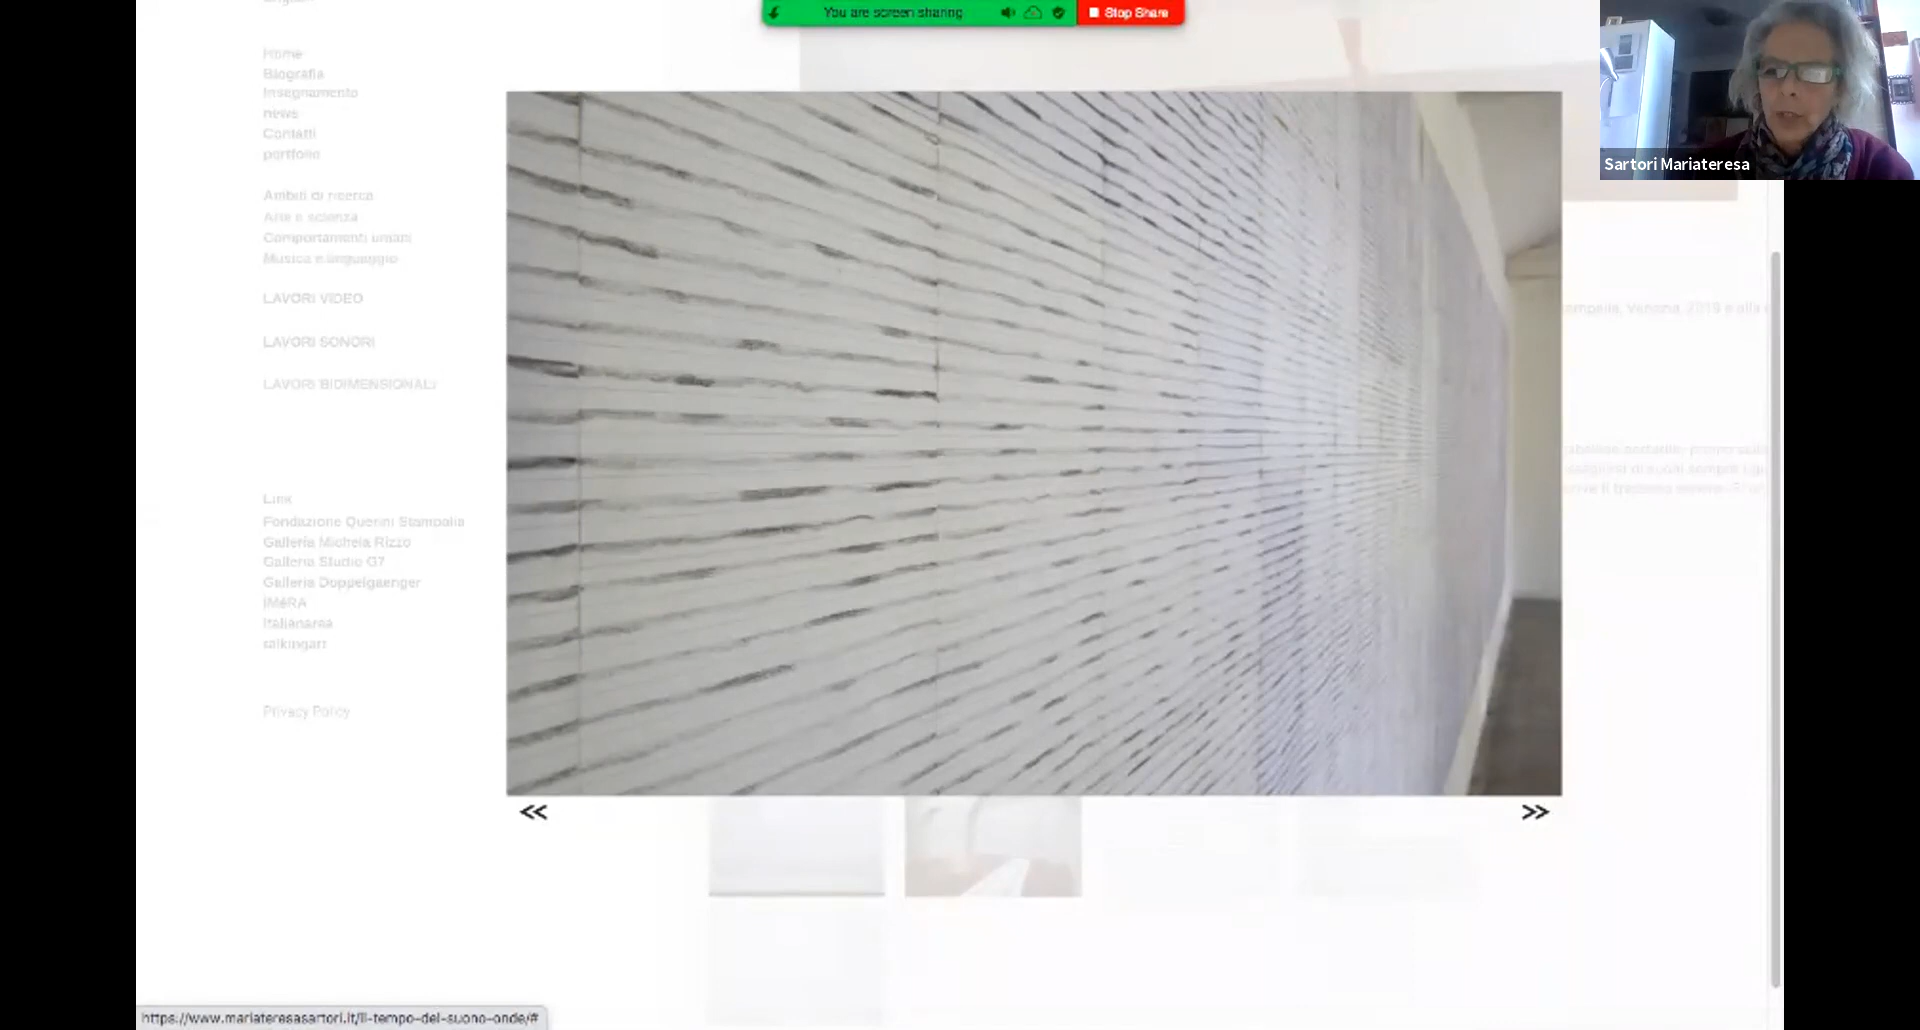 You are screen sharing
Stop Share
Sartori Mariateresa
Home
Biografia
Insegnamento
news
Contatti
portfolio
Ambiti di ricerca
Arte e scienza
Comportamenti umani
Musica e linguaggio
LAVORI VIDEO
LAVORI SONORI
LAVORI BIDIMENSIONALI
Link
Fondazione Querini Stampalia
Galleria Michela Rizzo
Galleria Studio G7
Galleria Doppelgaenger
IMéRA
Italianarea
talkingart
Privacy Policy
<<
>>
https://www.mariateresasartori.it/il-tempo-del-suono-onde/#